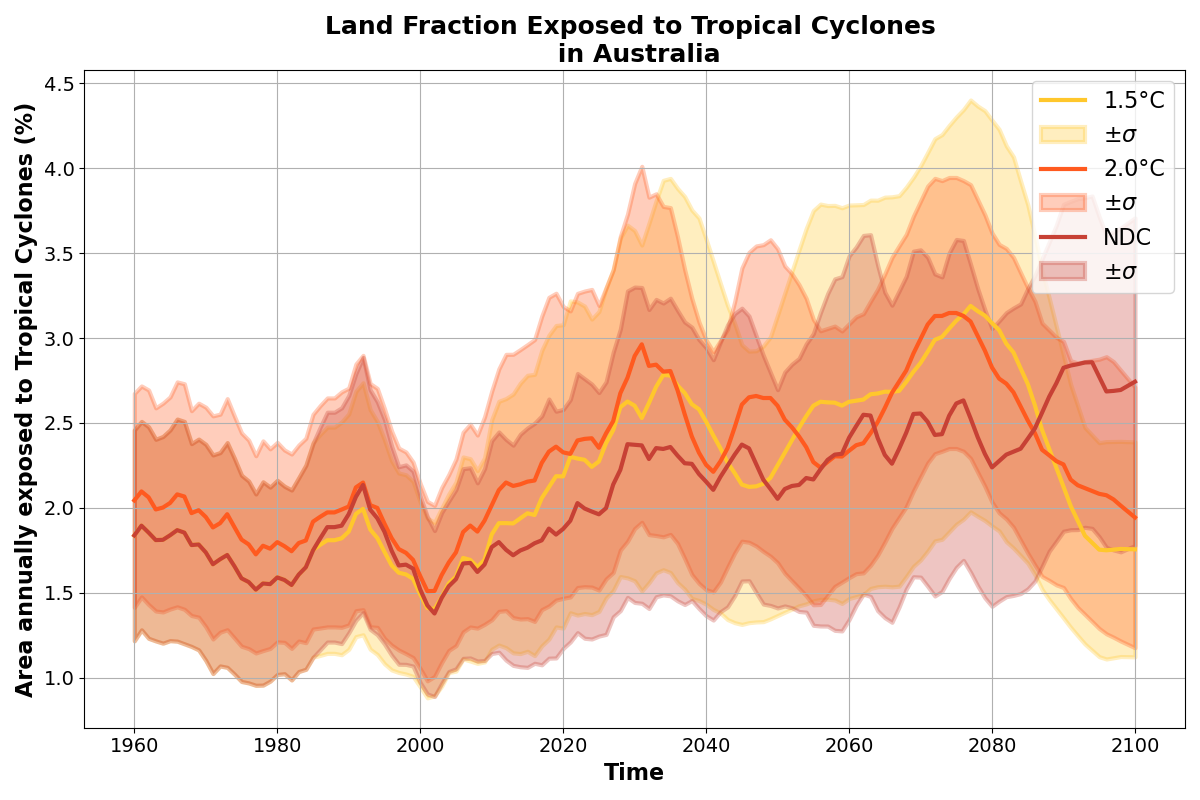 Land Fraction Exposed to Tropical Cyclones
in Australia
Area annually exposed to Tropical Cyclones (%)
4.5
4.0
3.5
3.0
2.5
2.0
1.5
1.0
1.5°C
±σ
2.0°C
±σ
NDC
±σ
1960 1980 2000 2020 2040 2060 2080 2100
Time